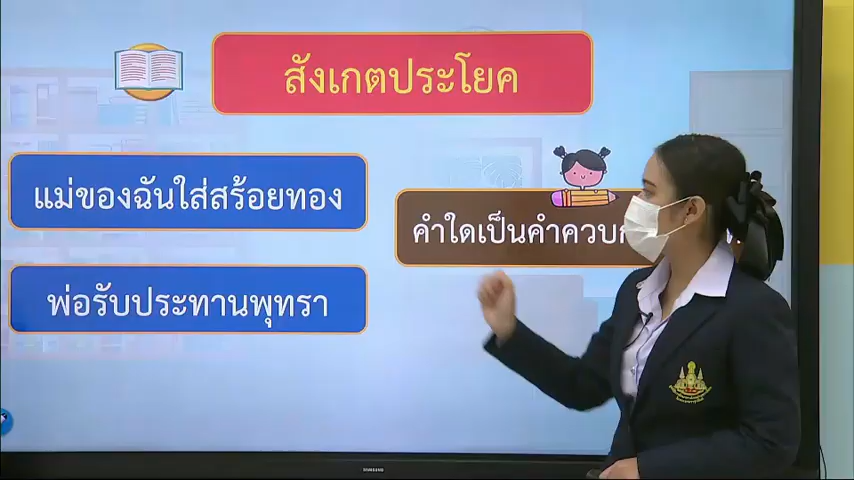 สังเกตประโยค
แม่ของฉันใส่สร้อยทอง
คำใดเป็นคำควบ
พ่อรับประทานพุทรา
SAMSUNG